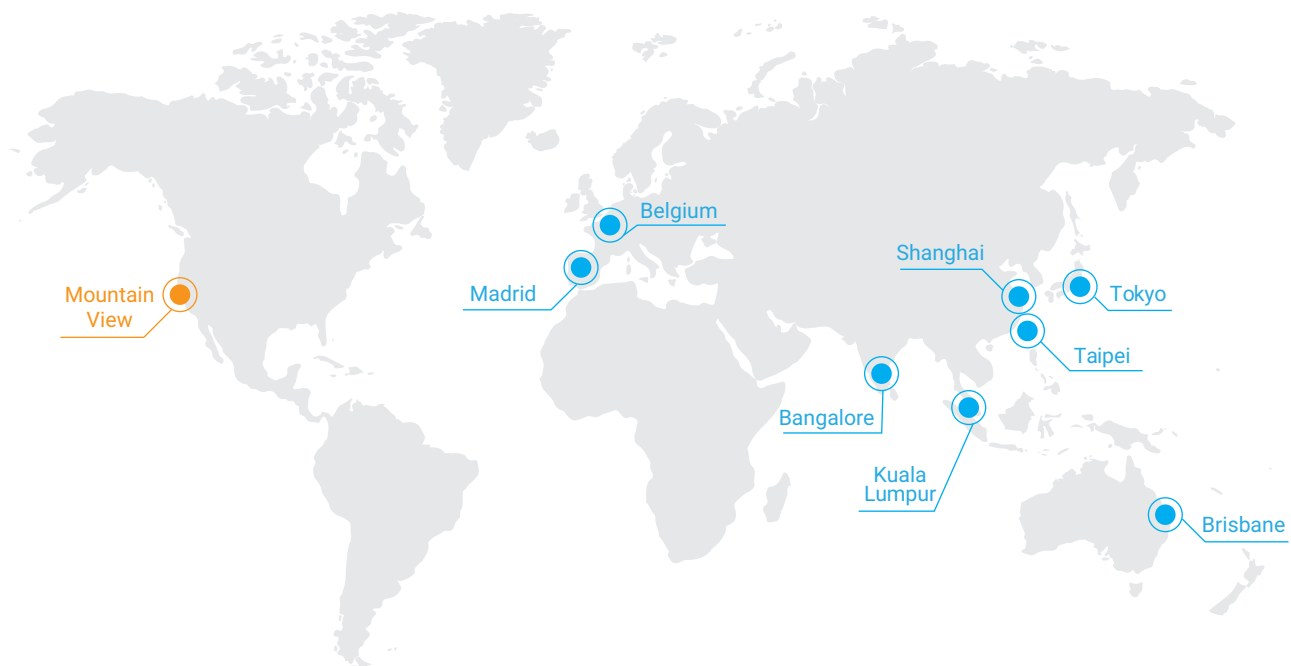 Belgium
Shanghai
Mountain
View
Madrid
Tokyo
Taipei
Bangalore
Kuala
Lumpur
Brisbane